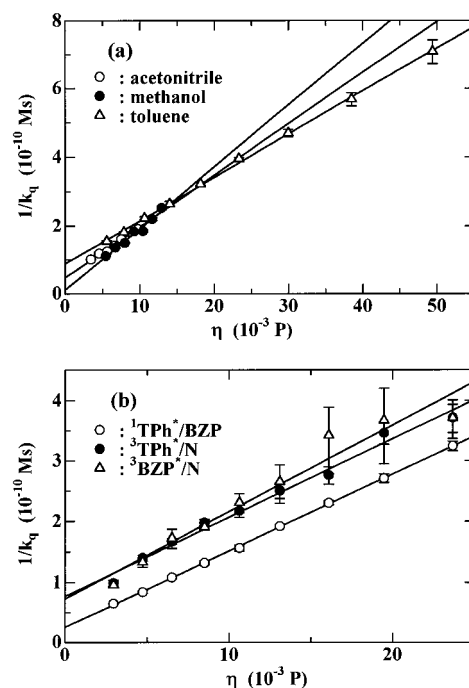 (a)
○ : acetonitrile
● : methanol
△ : toluene
8
6
4
2
0
1/k_q (10⁻¹⁰ Ms)
0 10 20 30 40 50
η (10⁻³ P)
(b)
○ : ¹TPh*/BZP
● : ³TPh*/N
△ : ³BZP*/N
5
4
3
2
1
0
1/k_q (10⁻¹⁰ Ms)
0 10 20
η (10⁻³ P)